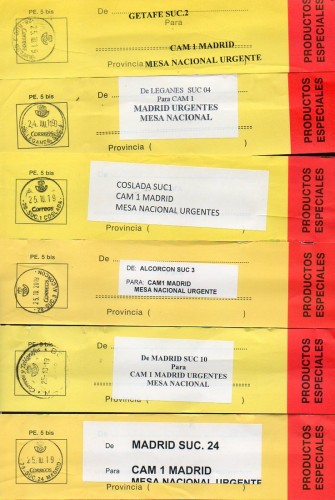 PE. 5 bis
De
GETAFE SUC.2
Para
CAM 1 MADRID
Provincia
MESA NACIONAL URGENTE
PRODUCTOS ESPECIALES
PE. 5 bis
De LEGANES SUC 04
Para CAM 1
MADRID URGENTES
MESA NACIONAL
Provincia (
PRODUCTOS ESPECIALES
PE. 5 bis
CORREOS
COSLADA SUC1
CAM 1 MADRID
MESA NACIONAL URGENTES
Provincia (
PRODUCTOS ESPECIALES
PE. 5 bis
CORREOS
DE: ALCORCON SUC 3
PARA: CAM1 MADRID
MESA NACIONAL URGENTE
Provincia (
PRODUCTOS ESPECIALES
PE. 5 bis
De MADRID SUC 10
Para
CAM 1 MADRID URGENTES
MESA NACIONAL
Provincia (
PRODUCTOS ESPECIALES
PE. 5 bis
CORREOS
De
MADRID SUC. 24
Para
CAM 1 MADRID
MESA NACIONAL URGENTE
PRODUCTOS ESPECIALES